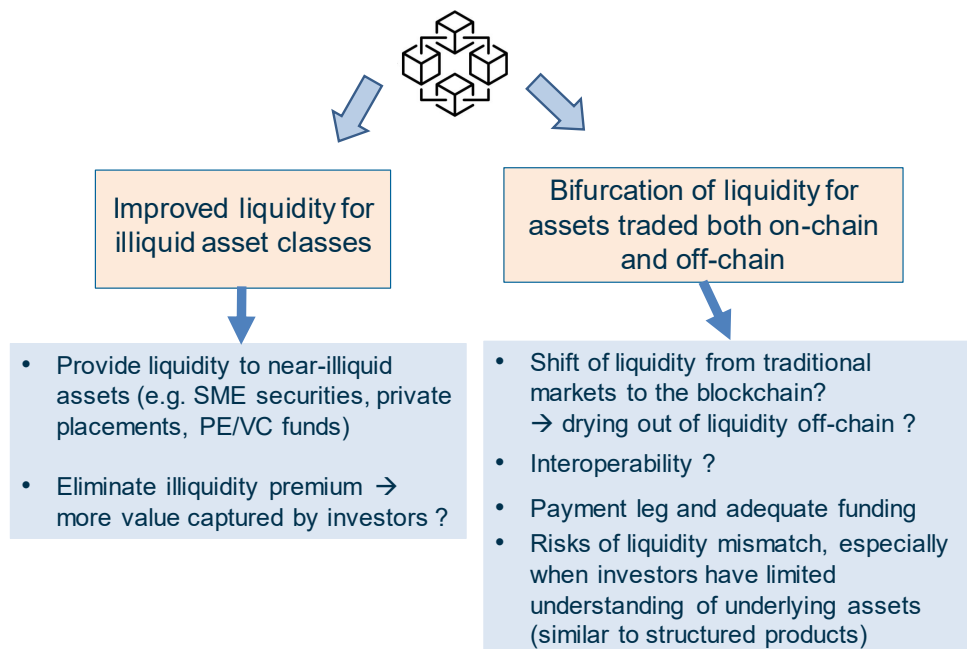 Improved liquidity for
illiquid asset classes
• Provide liquidity to near-illiquid
assets (e.g. SME securities, private
placements, PE/VC funds)
• Eliminate illiquidity premium →
more value captured by investors ?
Bifurcation of liquidity for
assets traded both on-chain
and off-chain
• Shift of liquidity from traditional
markets to the blockchain?
→ drying out of liquidity off-chain ?
• Interoperability ?
• Payment leg and adequate funding
• Risks of liquidity mismatch, especially
when investors have limited
understanding of underlying assets
(similar to structured products)